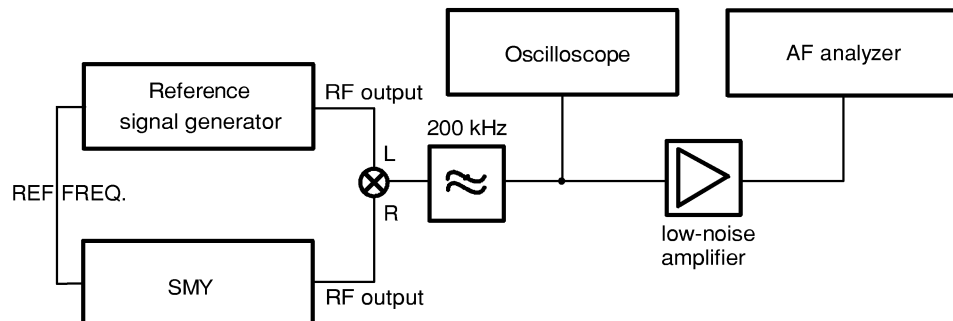 Oscilloscope
AF analyzer
Reference
signal generator
RF output
200 kHz
L
REF FREQ.
R
low-noise
amplifier
SMY
RF output